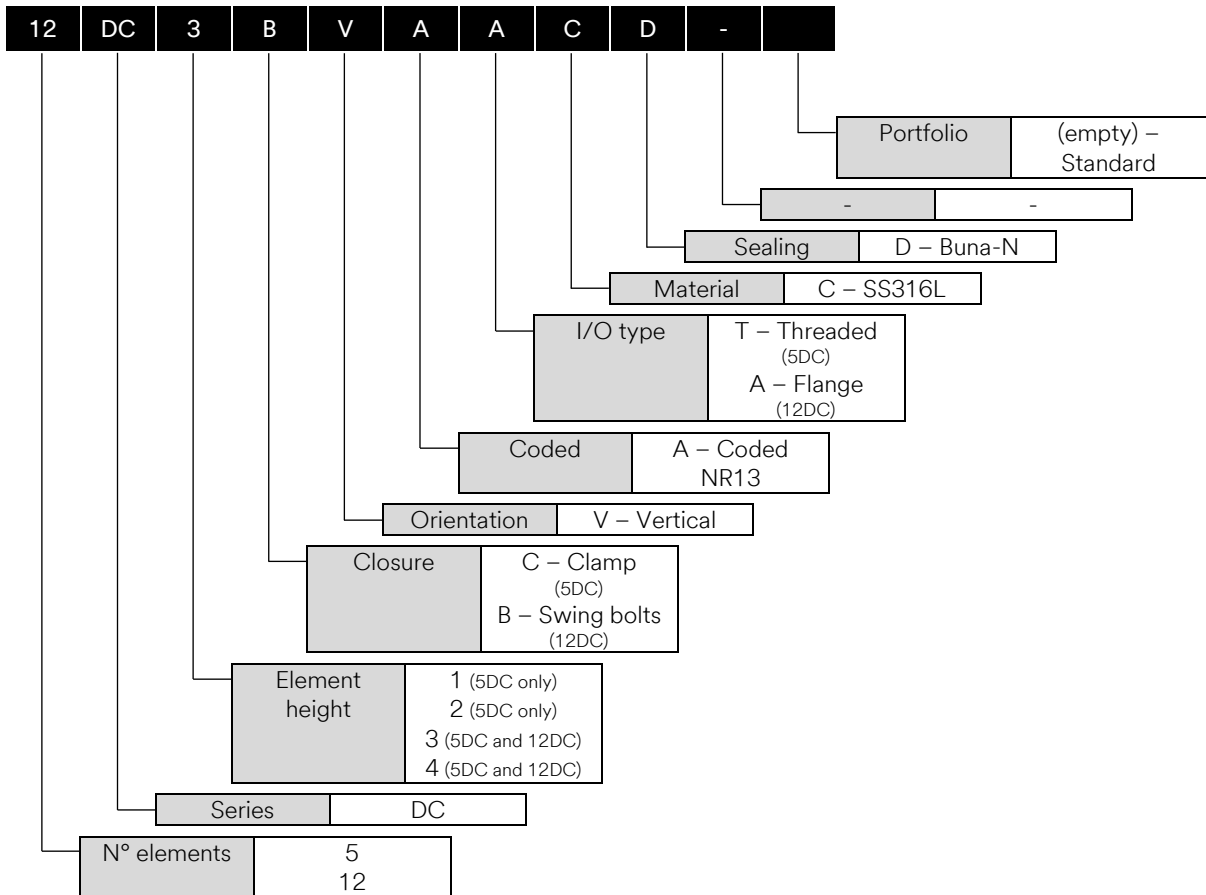 12 DC 3 B V A A C D -
Portfolio (empty) –
Standard
- -
Sealing D – Buna-N
Material C – SS316L
I/O type T – Threaded
(5DC)
A – Flange
(12DC)
Coded A – Coded
NR13
Orientation V – Vertical
Closure C – Clamp
(5DC)
B – Swing bolts
(12DC)
Element 1 (5DC only)
height 2 (5DC only)
3 (5DC and 12DC)
4 (5DC and 12DC)
Series DC
N° elements 5
12